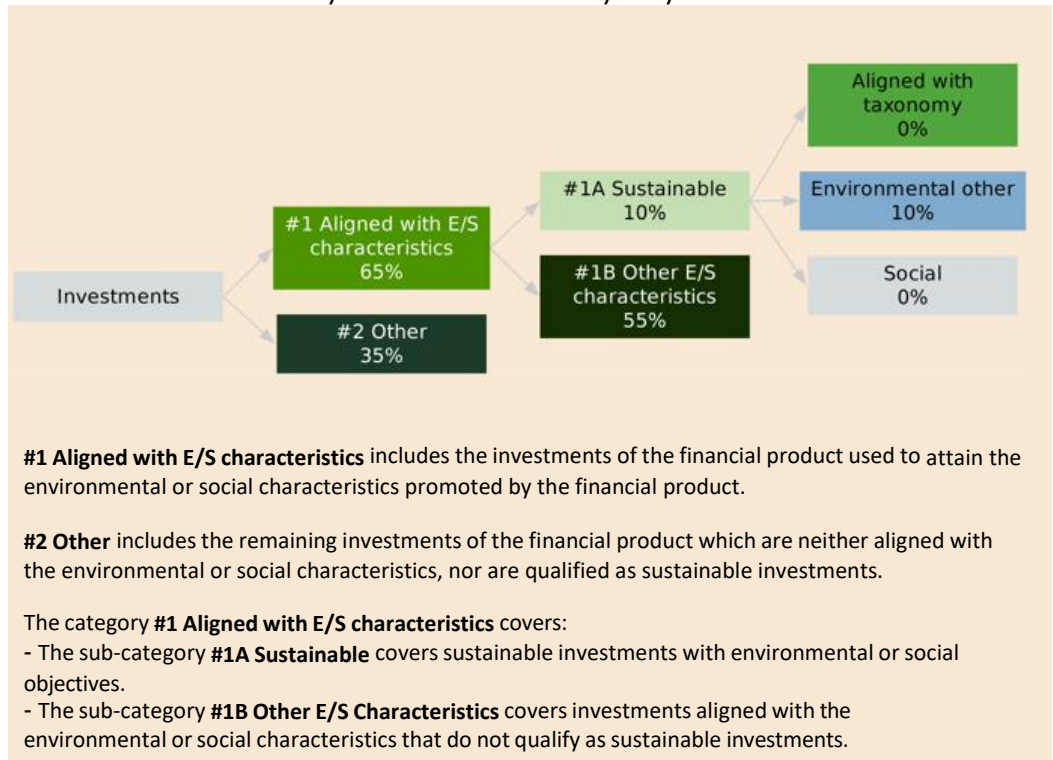 Aligned with
taxonomy
0%
#1A Sustainable
10%
Environmental other
10%
#1 Aligned with E/S
characteristics
65%
Investments
#1B Other E/S
characteristics
55%
Social
0%
#2 Other
35%
#1 Aligned with E/S characteristics includes the investments of the financial product used to attain the
environmental or social characteristics promoted by the financial product.
#2 Other includes the remaining investments of the financial product which are neither aligned with
the environmental or social characteristics, nor are qualified as sustainable investments.
The category #1 Aligned with E/S characteristics covers:
- The sub-category #1A Sustainable covers sustainable investments with environmental or social
objectives.
- The sub-category #1B Other E/S Characteristics covers investments aligned with the
environmental or social characteristics that do not qualify as sustainable investments.